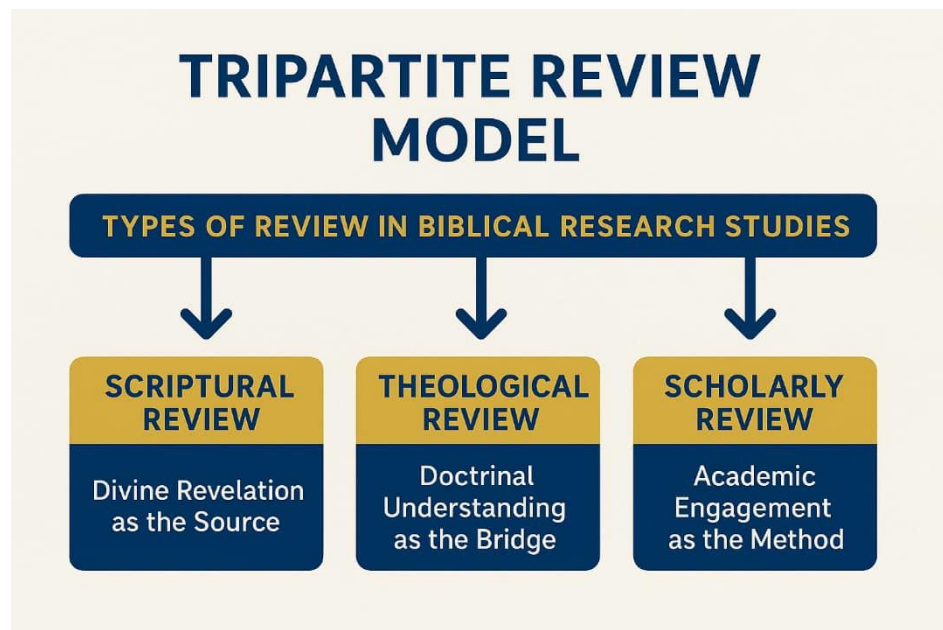 TRIPARTITE REVIEW
MODEL
TYPES OF REVIEW IN BIBLICAL RESEARCH STUDIES
SCRIPTURAL
REVIEW
Divine Revelation
as the Source
THEOLOGICAL
REVIEW
Doctrinal
Understanding
as the Bridge
SCHOLARLY
REVIEW
Academic
Engagement
as the Method